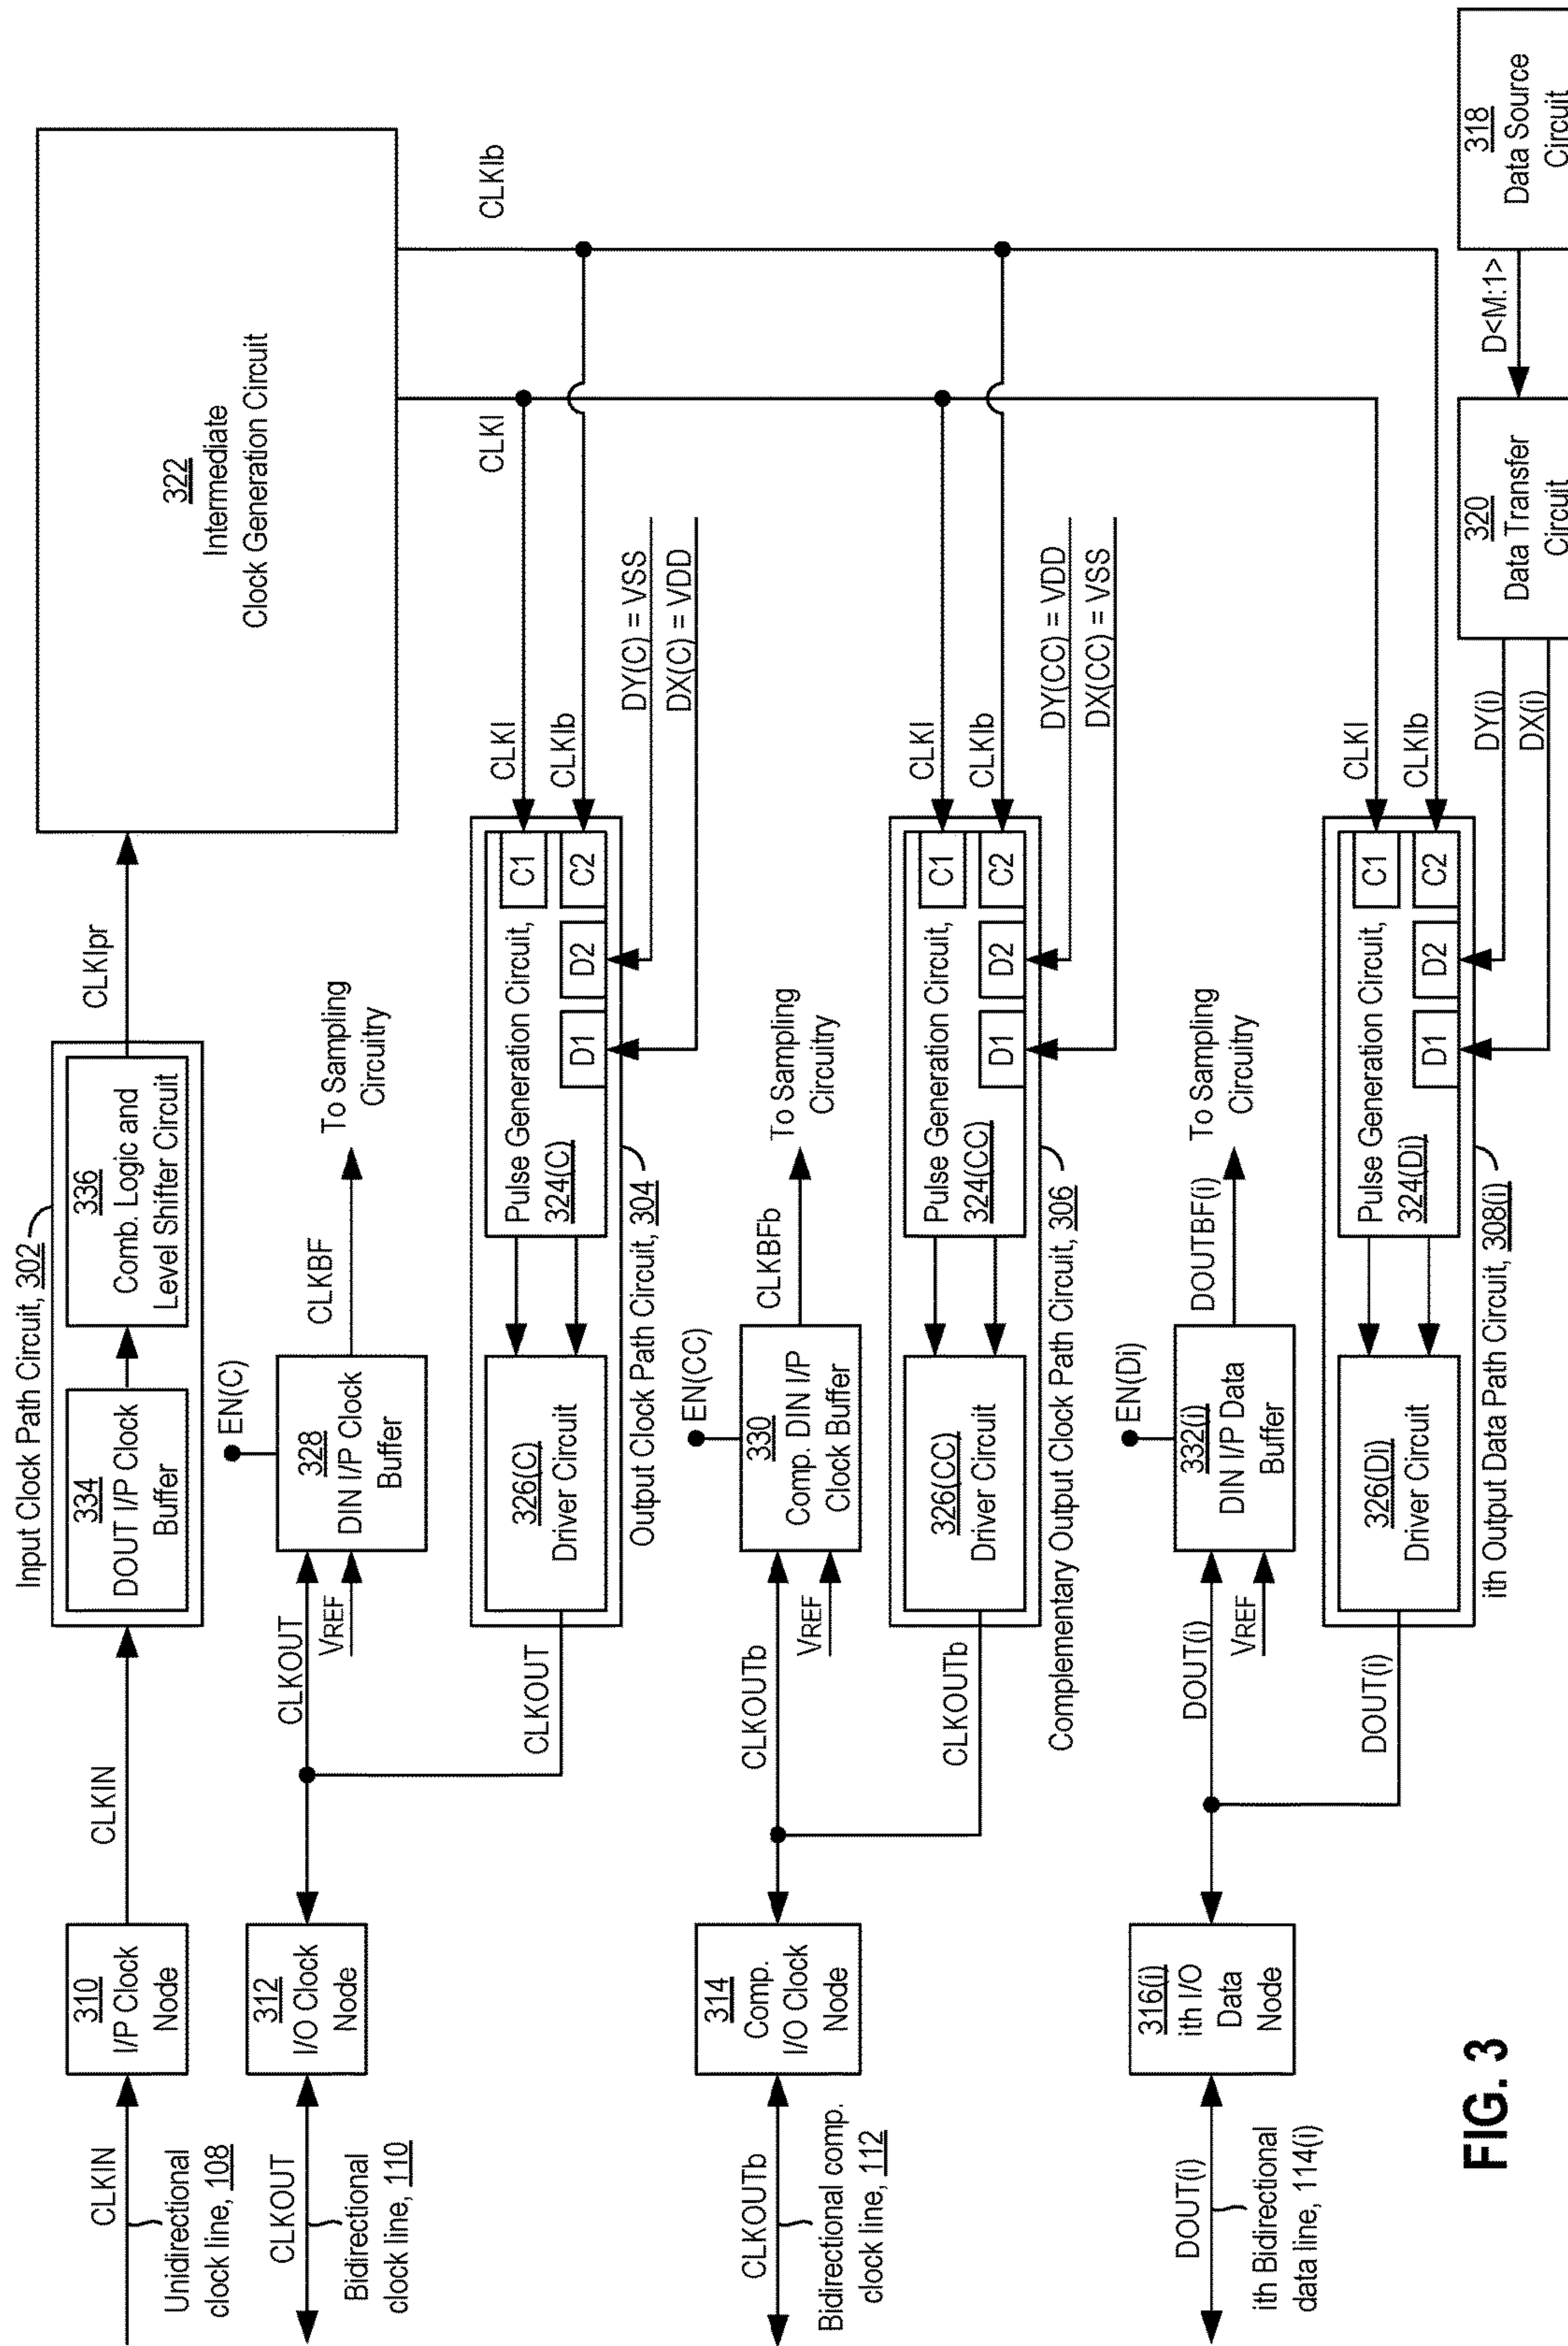 CLKIN
Unidirectional
clock line, 108
310
I/P Clock
Node
CLKIN
Input Clock Path Circuit, 302
334
DOUT I/P Clock
Buffer
336
Comb. Logic and
Level Shifter Circuit
CLKIpr
322
Intermediate
Clock Generation Circuit
CLKOUT
Bidirectional
clock line, 110
312
I/O Clock
Node
CLKOUT
VREF
EN(C)
328
DIN I/P Clock
Buffer
CLKBF
To Sampling
Circuitry
CLKI
CLKIb
CLKOUT
326(C)
Driver Circuit
Pulse Generation Circuit,
324(C)
D1
D2
C1
C2
CLKI
CLKIb
DY(C) = VSS
DX(C) = VDD
Output Clock Path Circuit, 304
CLKOUTb
Bidirectional comp.
clock line, 112
314
Comp.
I/O Clock
Node
CLKOUTb
VREF
EN(CC)
330
Comp. DIN I/P
Clock Buffer
CLKBFb
To Sampling
Circuitry
CLKOUTb
326(CC)
Driver Circuit
Pulse Generation Circuit,
324(CC)
D1
D2
C1
C2
CLKI
CLKIb
DY(CC) = VDD
DX(CC) = VSS
Complementary Output Clock Path Circuit, 306
DOUT(i)
ith Bidirectional
data line, 114(i)
316(i)
ith I/O
Data
Node
DOUT(i)
VREF
EN(Di)
332(i)
DIN I/P Data
Buffer
DOUTBF(i)
To Sampling
Circuitry
DOUT(i)
326(Di)
Driver Circuit
Pulse Generation Circuit,
324(Di)
D1
D2
C1
C2
CLKI
CLKIb
DY(i)
DX(i)
ith Output Data Path Circuit, 308(i)
320
Data Transfer
Circuit
D<M:1>
318
Data Source
Circuit
FIG. 3